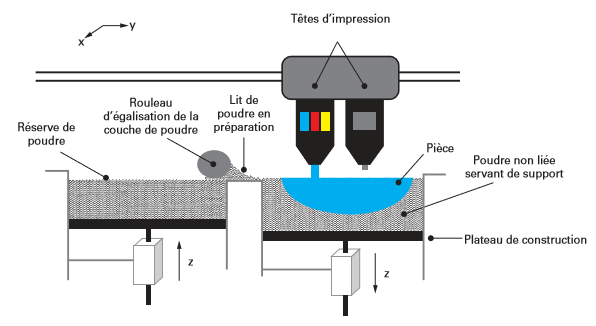 Têtes d'impression
y
x
Rouleau
d'égalisation de la
couche de poudre
Lit de
poudre en
préparation
Réserve de
poudre
Pièce
Poudre non liée
servant de support
Plateau de construction
z
z